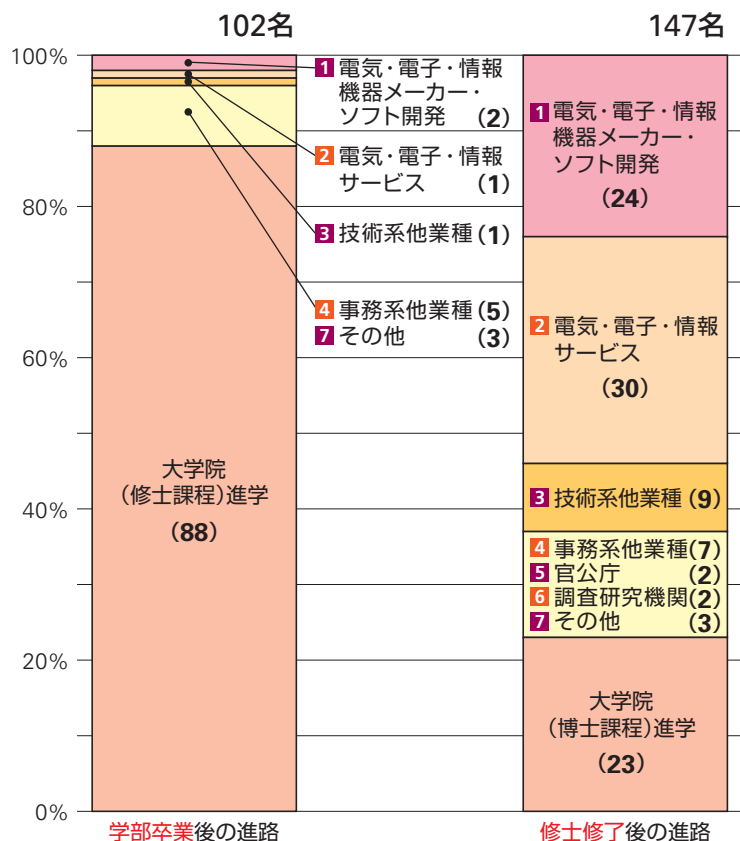 102名
147名
100%
80%
60%
40%
20%
0%
1 電気・電子・情報
機器メーカー・
ソフト開発 (2)
2 電気・電子・情報
サービス (1)
3 技術系他業種(1)
4 事務系他業種(5)
7 その他 (3)
大学院
(修士課程)進学
(88)
1 電気・電子・情報
機器メーカー・
ソフト開発
(24)
2 電気・電子・情報
サービス
(30)
3 技術系他業種(9)
4 事務系他業種(7)
5 官公庁 (2)
6 調査研究機関(2)
7 その他 (3)
大学院
(博士課程)進学
(23)
学部卒業後の進路
修士修了後の進路